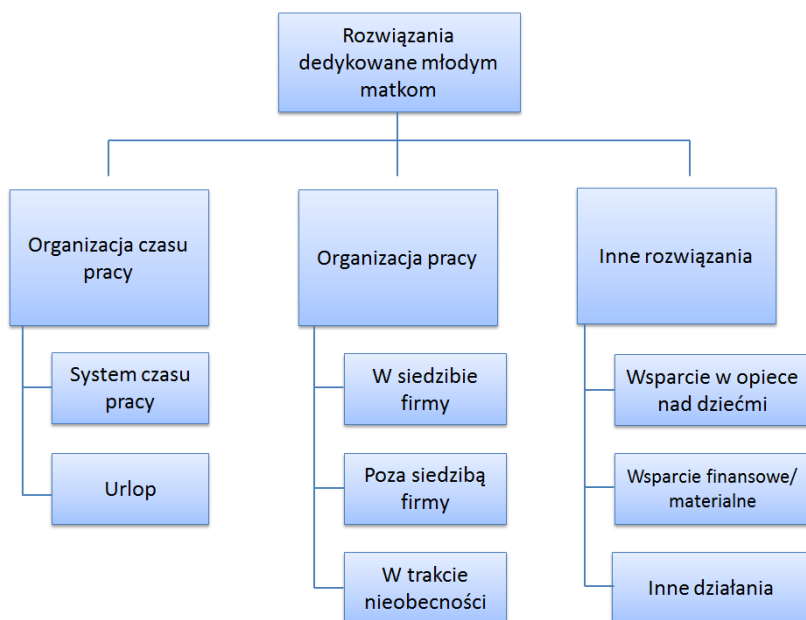 Rozwiązania
dedykowane młodym
matkom
Organizacja czasu
pracy
System czasu
pracy
Urlop
Organizacja pracy
W siedzibie
firmy
Poza siedzibą
firmy
W trakcie
nieobecności
Inne rozwiązania
Wsparcie w opiece
nad dziećmi
Wsparcie finansowe/
materialne
Inne działania